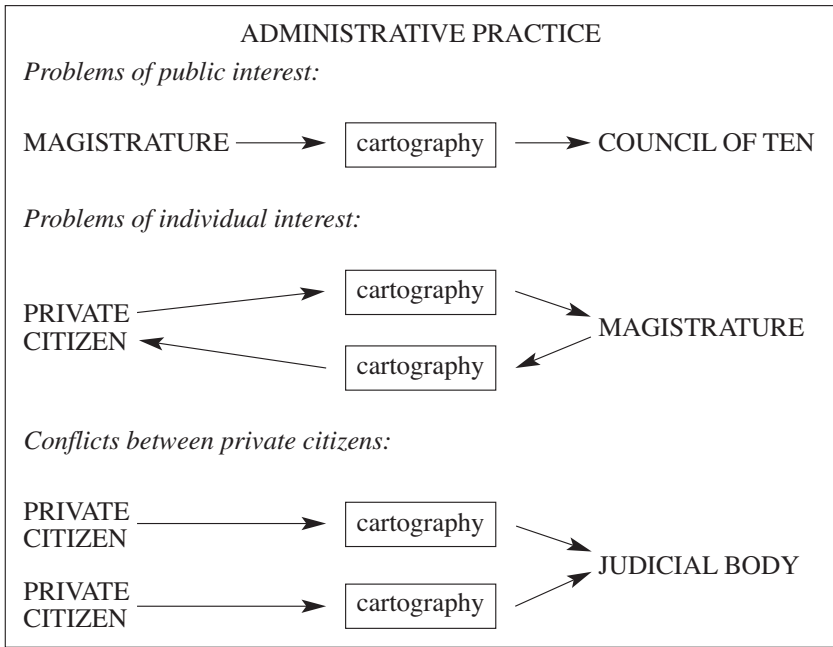 ADMINISTRATIVE PRACTICE
Problems of public interest:
MAGISTRATURE cartography COUNCIL OF TEN
Problems of individual interest:
cartography
PRIVATE
CITIZEN
MAGISTRATURE
cartography
Conflicts between private citizens:
PRIVATE
CITIZEN
cartography
JUDICIAL BODY
PRIVATE
CITIZEN
cartography